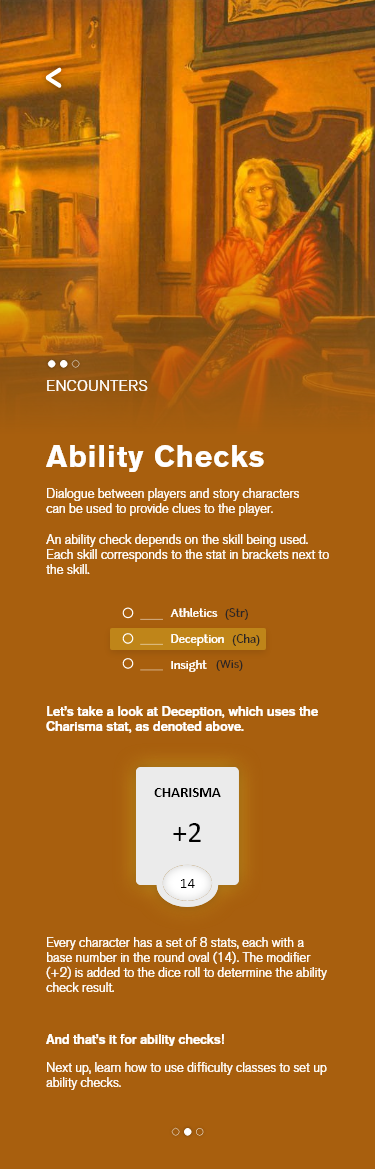 ENCOUNTERS
Ability Checks
Dialogue between players and story characters
can be used to provide clues to the player.
An ability check depends on the skill being used.
Each skill corresponds to the stat in brackets next to
the skill.
___ Athletics (Str)
___ Deception (Cha)
___ Insight (Wis)
Let's take a look at Deception, which uses the
Charisma stat, as denoted above.
CHARISMA
+2
14
Every character has a set of 8 stats, each with a
base number in the round oval (14). The modifier
(+2) is added to the dice roll to determine the ability
check result.
And that's it for ability checks!
Next up, learn how to use difficulty classes to set up
ability checks.